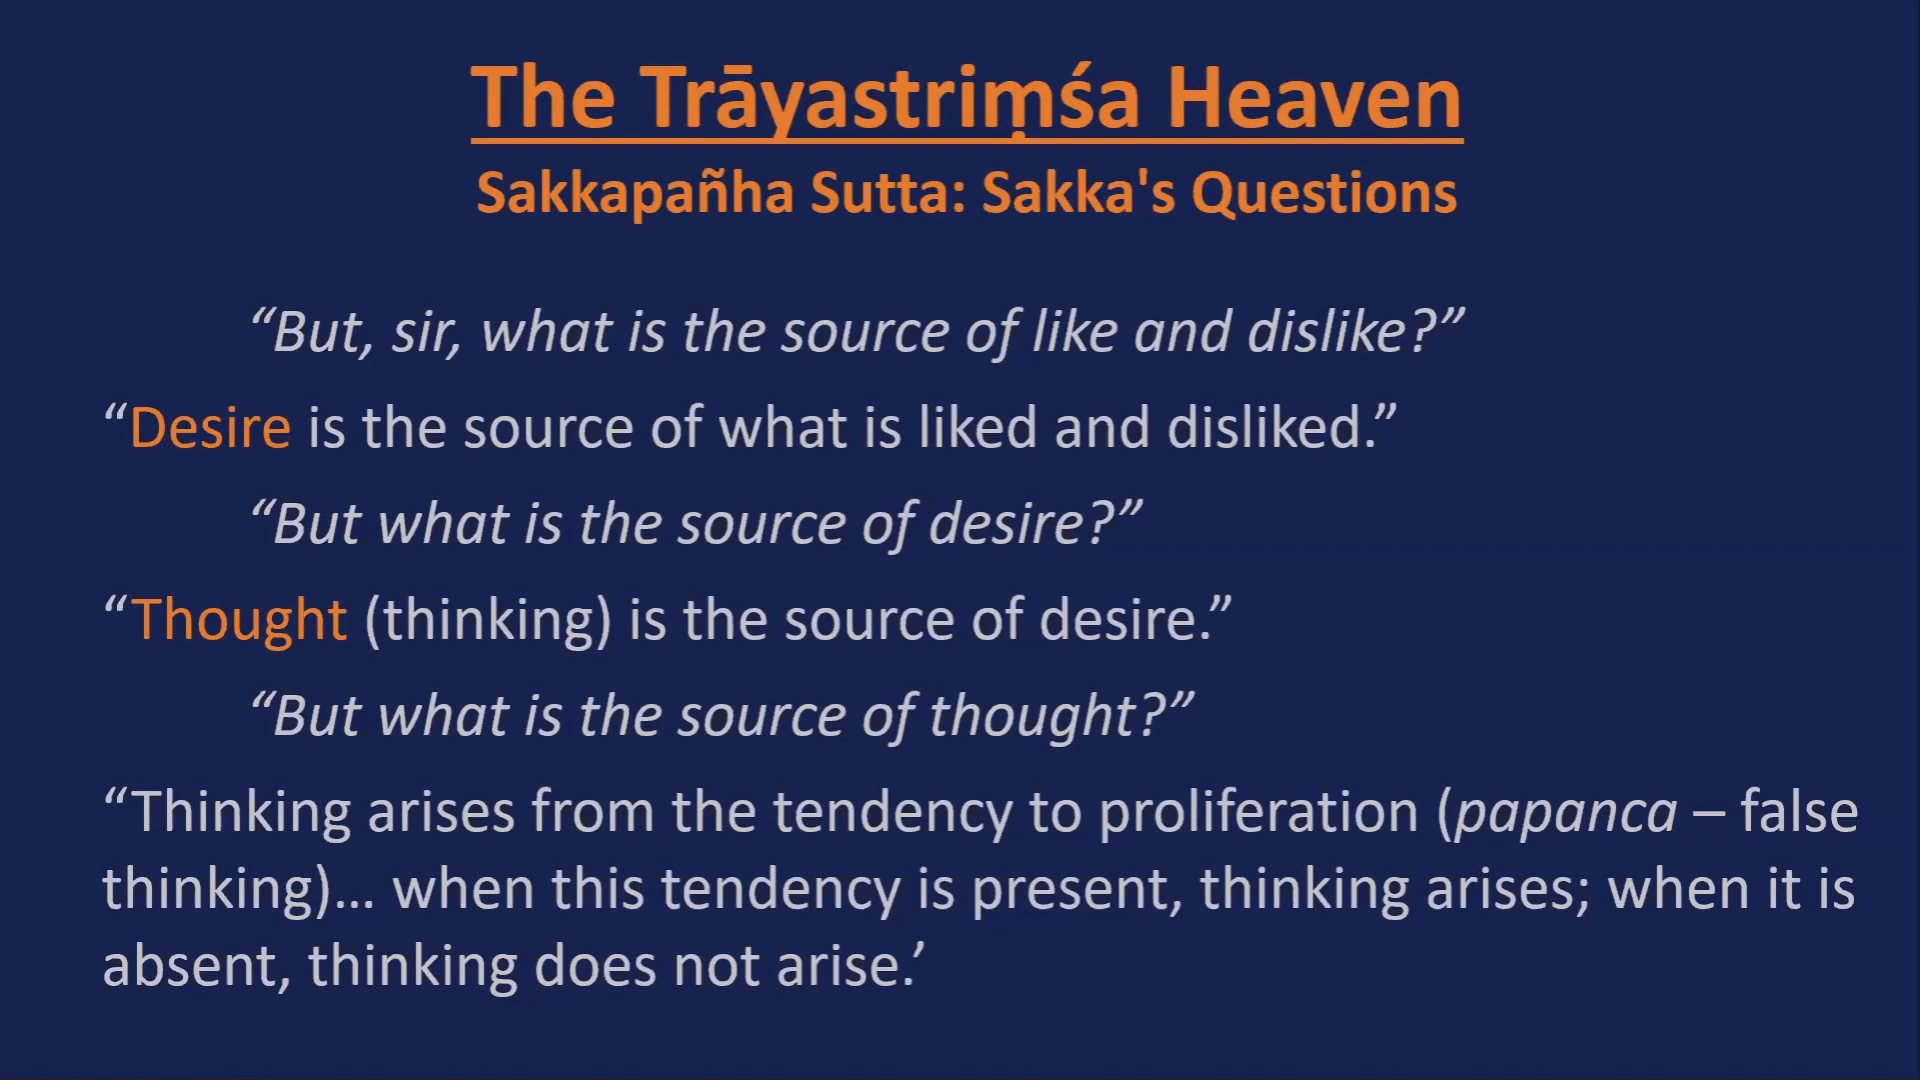 The Trāyastriṃśa Heaven
Sakkapañha Sutta: Sakka's Questions
“But, sir, what is the source of like and dislike?”
“Desire is the source of what is liked and disliked.”
“But what is the source of desire?”
“Thought (thinking) is the source of desire.”
“But what is the source of thought?”
“Thinking arises from the tendency to proliferation (papanca – false
thinking)… when this tendency is present, thinking arises; when it is
absent, thinking does not arise.’